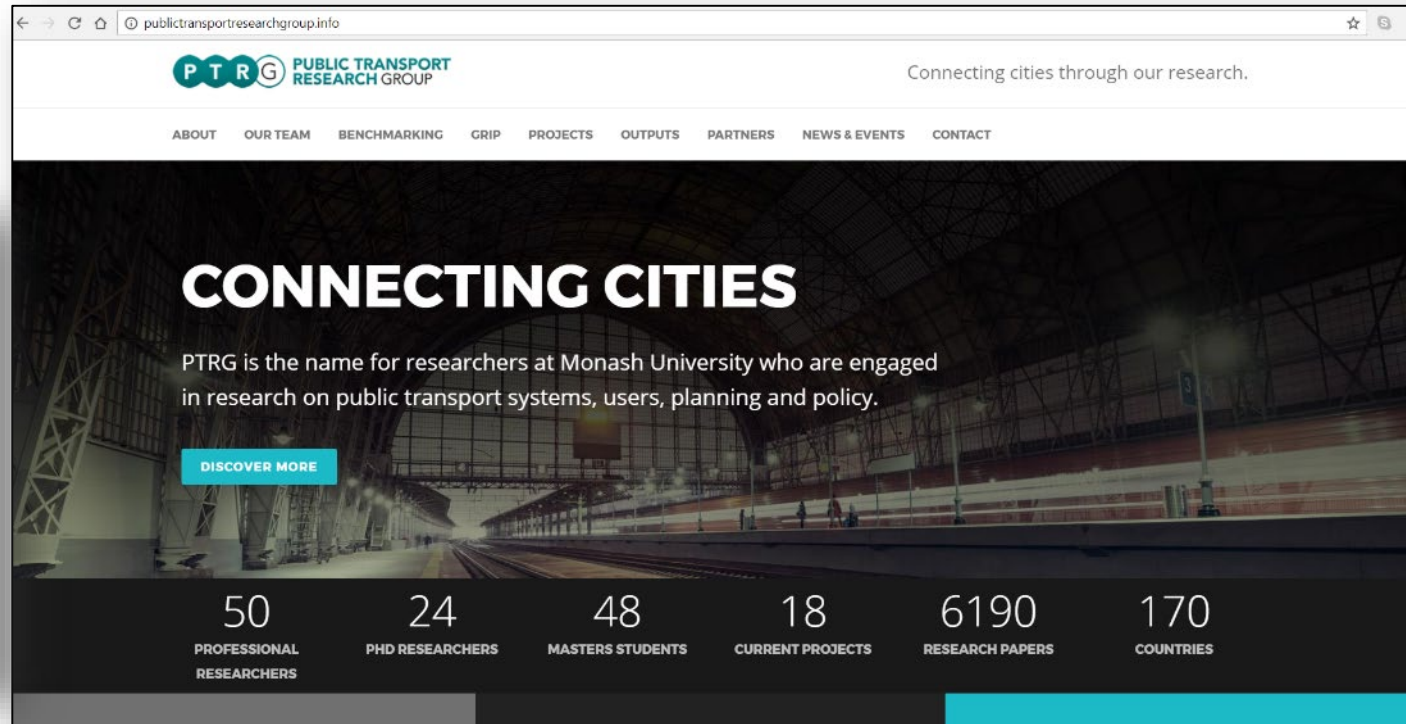 publictransportresearchgroup.info
PTRG PUBLIC TRANSPORT
RESEARCH GROUP
Connecting cities through our research.
ABOUT OUR TEAM BENCHMARKING GRIP PROJECTS OUTPUTS PARTNERS NEWS & EVENTS CONTACT
CONNECTING CITIES
PTRG is the name for researchers at Monash University who are engaged
in research on public transport systems, users, planning and policy.
DISCOVER MORE
50 24 48 18 6190 170
PROFESSIONAL PHD RESEARCHERS MASTERS STUDENTS CURRENT PROJECTS RESEARCH PAPERS COUNTRIES
RESEARCHERS